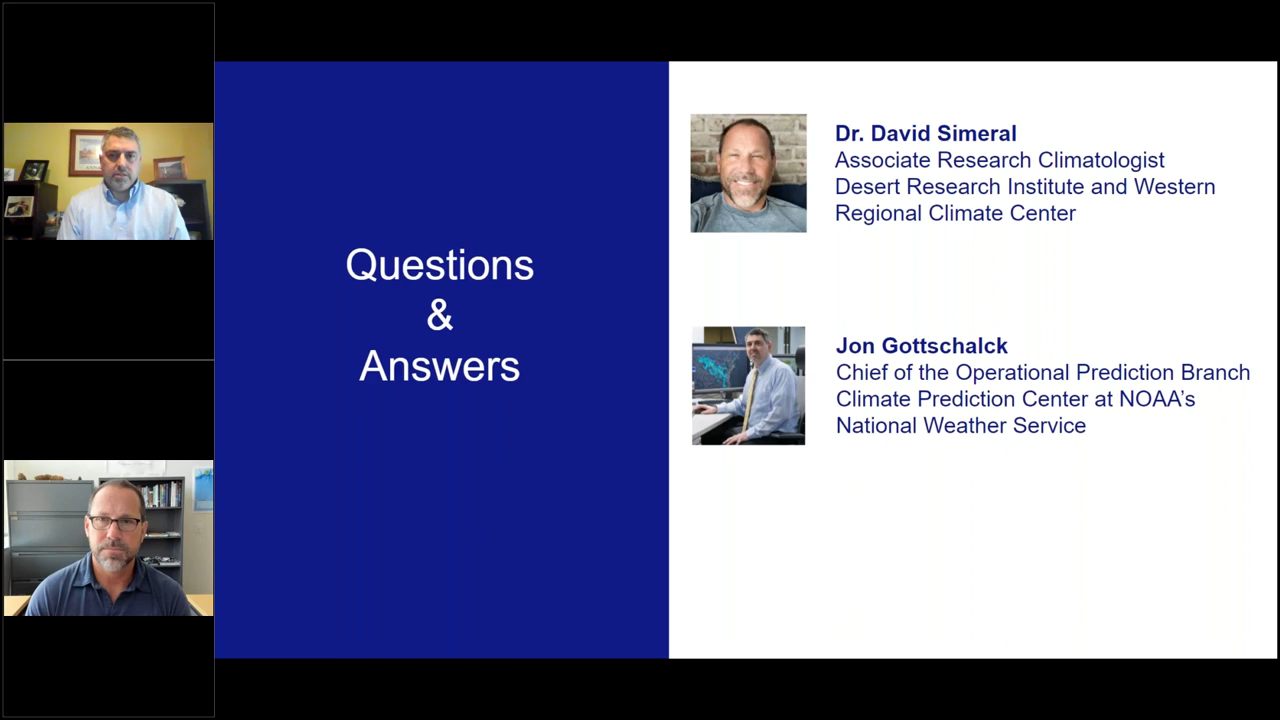 Questions
&
Answers
Dr. David Simeral
Associate Research Climatologist
Desert Research Institute and Western
Regional Climate Center
Jon Gottschalck
Chief of the Operational Prediction Branch
Climate Prediction Center at NOAA's
National Weather Service